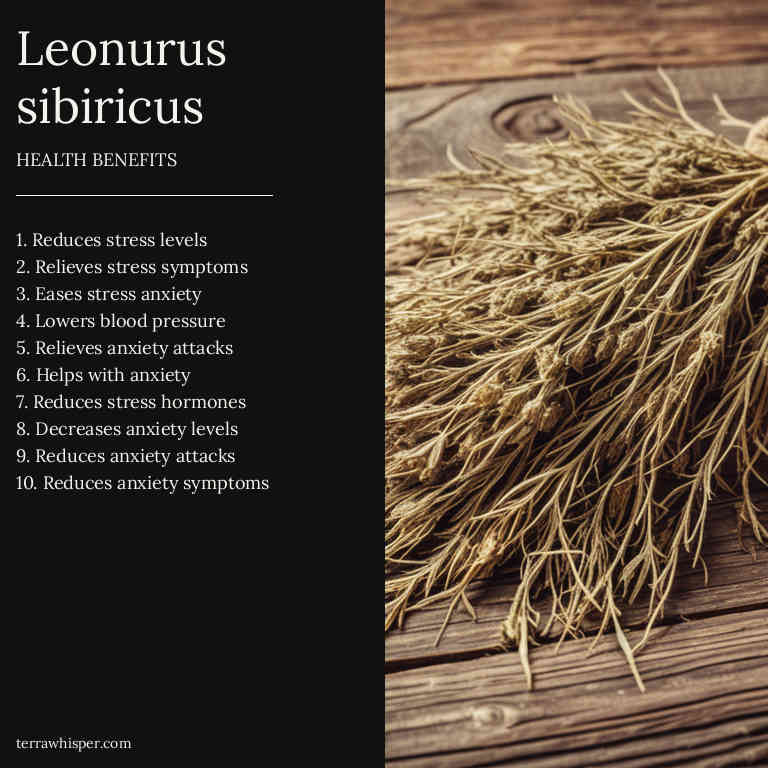 Leonurus
sibiricus
HEALTH BENEFITS
1. Reduces stress levels
2. Relieves stress symptoms
3. Eases stress anxiety
4. Lowers blood pressure
5. Relieves anxiety attacks
6. Helps with anxiety
7. Reduces stress hormones
8. Decreases anxiety levels
9. Reduces anxiety attacks
10. Reduces anxiety symptoms
terrawhisper.com